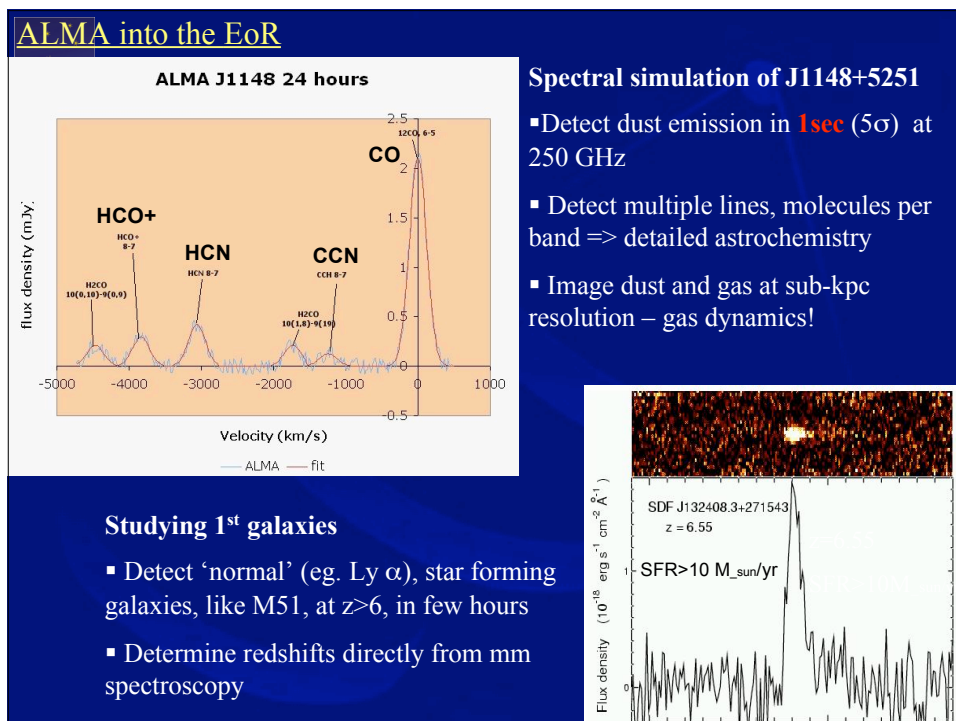 ALMA into the EoR
ALMA J1148 24 hours
flux density (mJy)
2.5
2
1.5
1
0.5
0
-0.5
-5000 -4000 -3000 -2000 -1000 0 1000
12CO, 6-5
CO
HCO+
HCO+
8-7
HCN
HCN 8-7
CCN
CCH 8-7
H2CO
10(0,10)-9(0,9)
H2CO
10(1,8)-9(19)
Velocity (km/s)
ALMA fit
Spectral simulation of J1148+5251
▪Detect dust emission in 1sec (5σ) at
250 GHz
▪ Detect multiple lines, molecules per
band => detailed astrochemistry
▪ Image dust and gas at sub-kpc
resolution – gas dynamics!
Studying 1st galaxies
▪ Detect ‘normal’ (eg. Ly α), star forming
galaxies, like M51, at z>6, in few hours
▪ Determine redshifts directly from mm
spectroscopy
SDF J132408.3+271543
z = 6.55
SFR>10 M_sun/yr
Flux density (10-18 erg s-1 cm-2 Å-1)
1
0